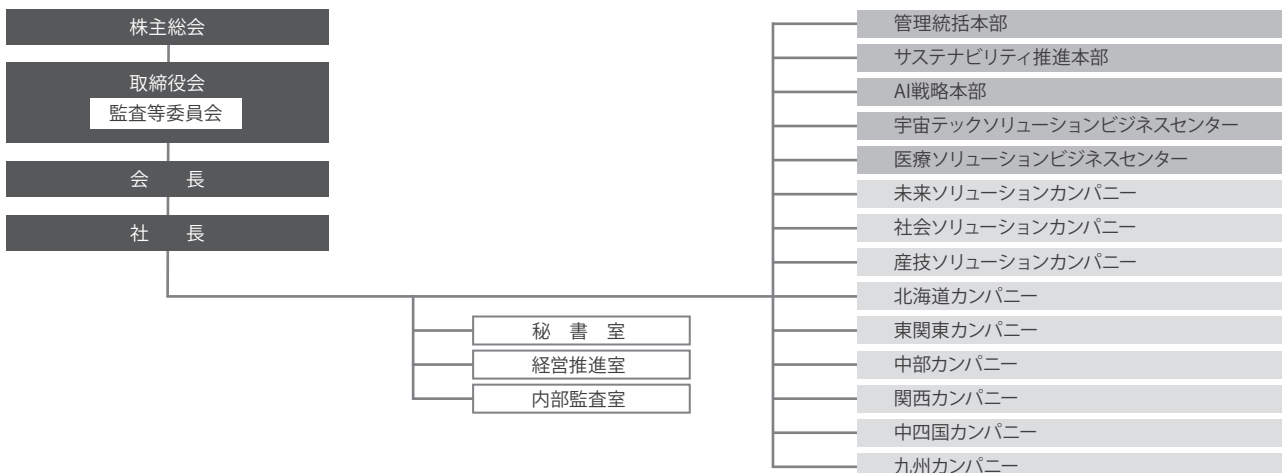 株主総会
取締役会
監査等委員会
会　長
社　長
秘　書　室
経営推進室
内部監査室
管理統括本部
サステナビリティ推進本部
AI戦略本部
宇宙テックソリューションビジネスセンター
医療ソリューションビジネスセンター
未来ソリューションカンパニー
社会ソリューションカンパニー
産技ソリューションカンパニー
北海道カンパニー
東関東カンパニー
中部カンパニー
関西カンパニー
中四国カンパニー
九州カンパニー